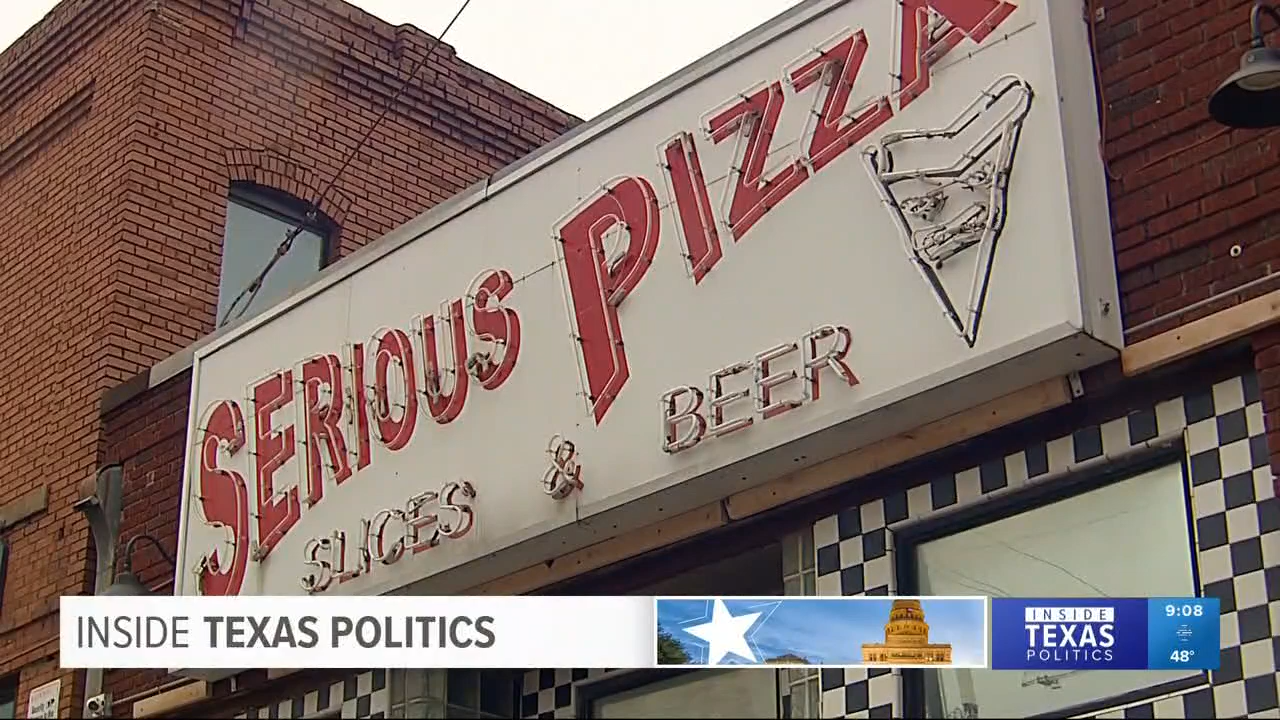 SERIOUS PIZZA
SLICES & BEER
INSIDE TEXAS POLITICS
INSIDE
TEXAS
POLITICS
9:08
48°